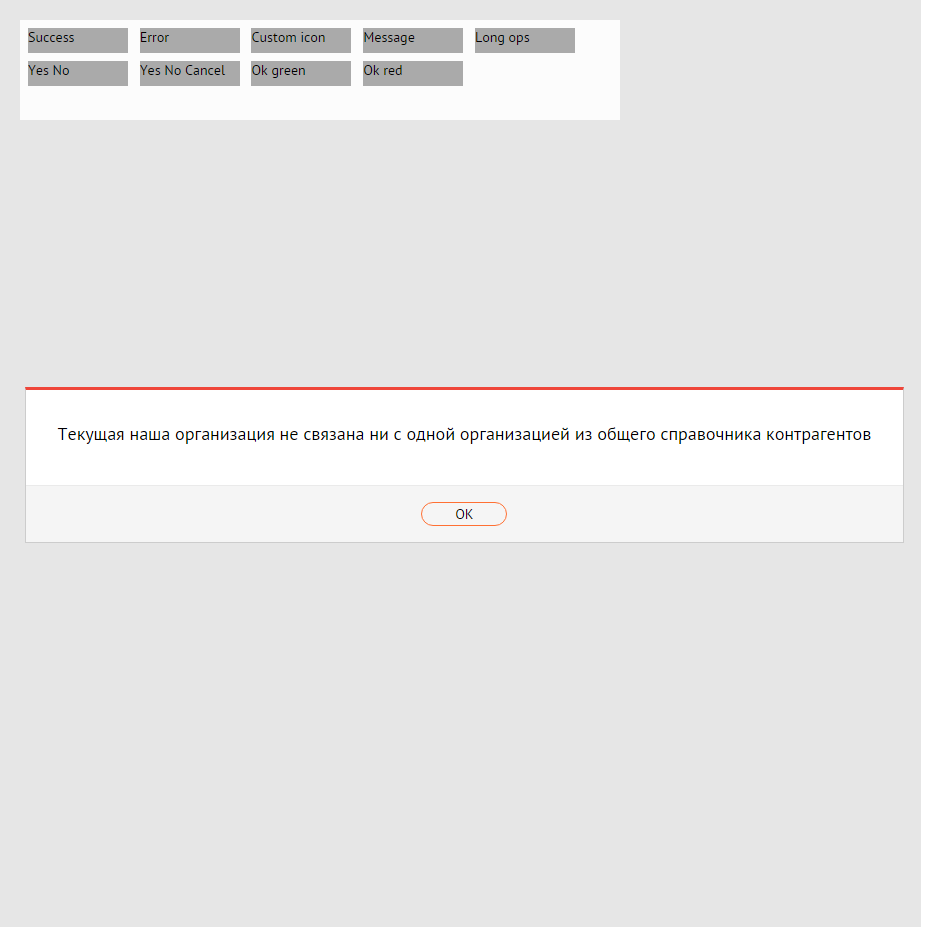 Success Error Custom icon Message Long ops
Yes No Yes No Cancel Ok green Ok red
Текущая наша организация не связана ни с одной организацией из общего справочника контрагентов
OK